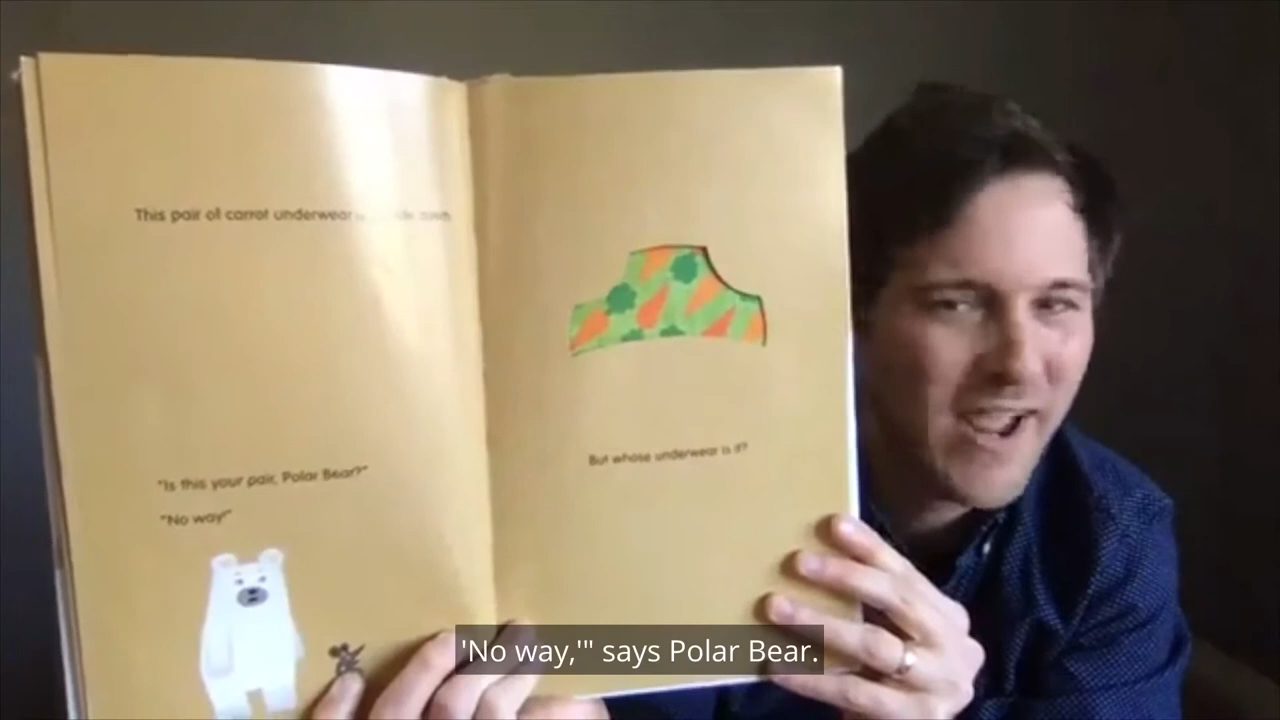 This pair of carrot underwear
"Is this your pair, Polar Bear?"
"No way!"
But whose underwear is it?
'No way,'" says Polar Bear.